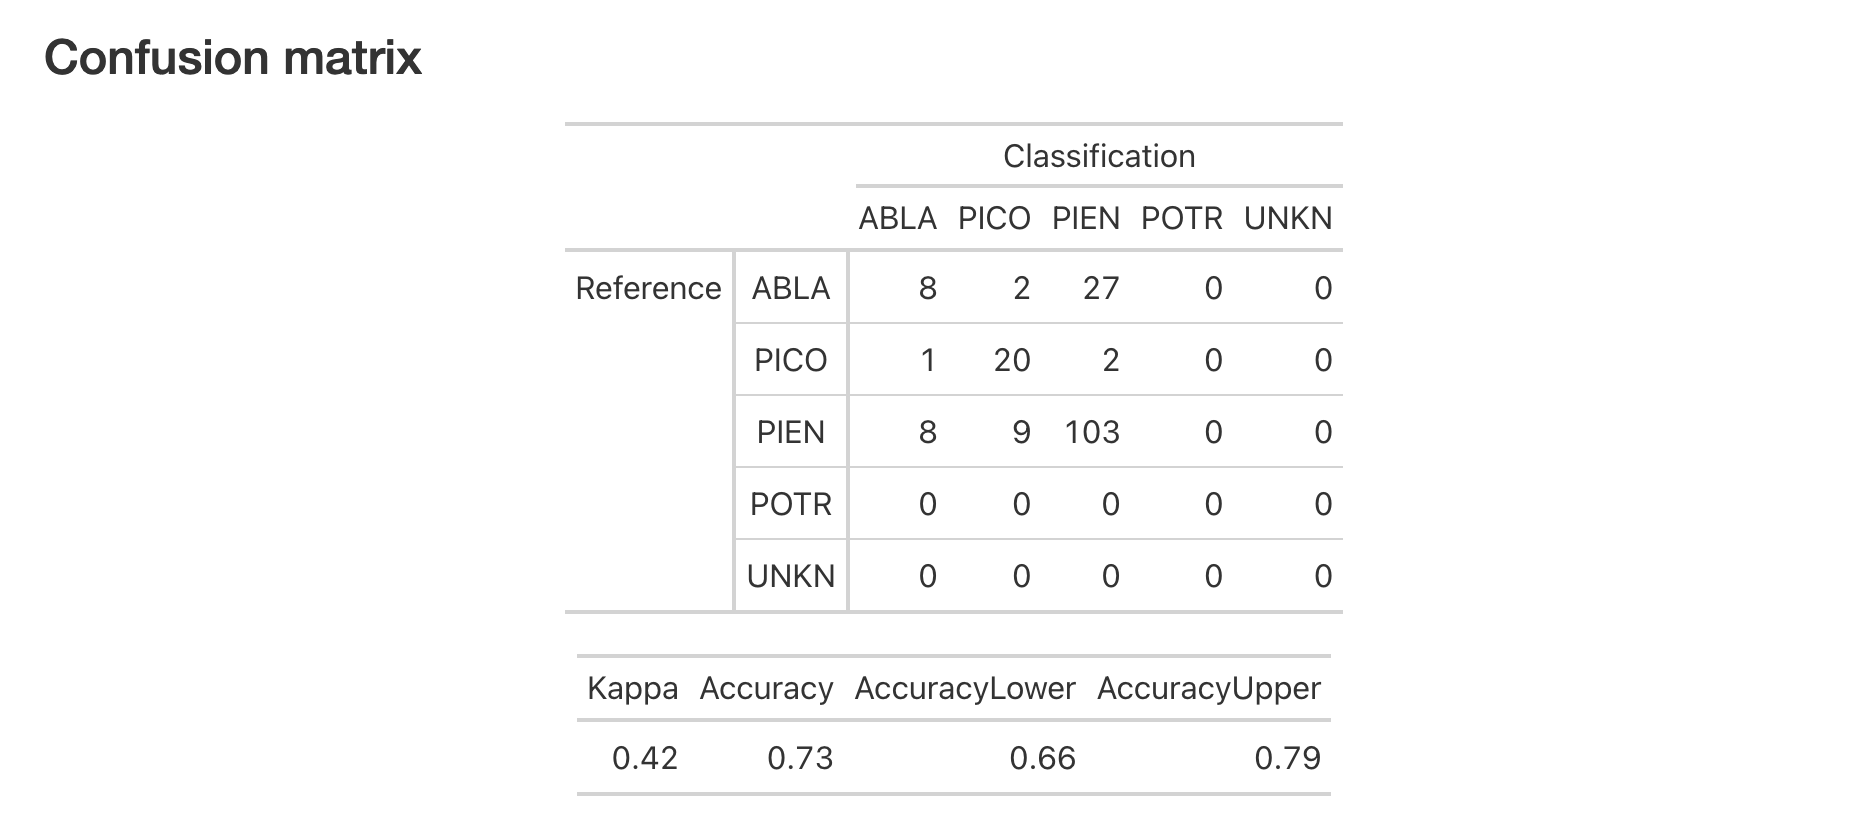 Confusion matrix
Classification
ABLA PICO PIEN POTR UNKN
Reference ABLA 8 2 27 0 0
PICO 1 20 2 0 0
PIEN 8 9 103 0 0
POTR 0 0 0 0 0
UNKN 0 0 0 0 0
Kappa Accuracy AccuracyLower AccuracyUpper
0.42 0.73 0.66 0.79